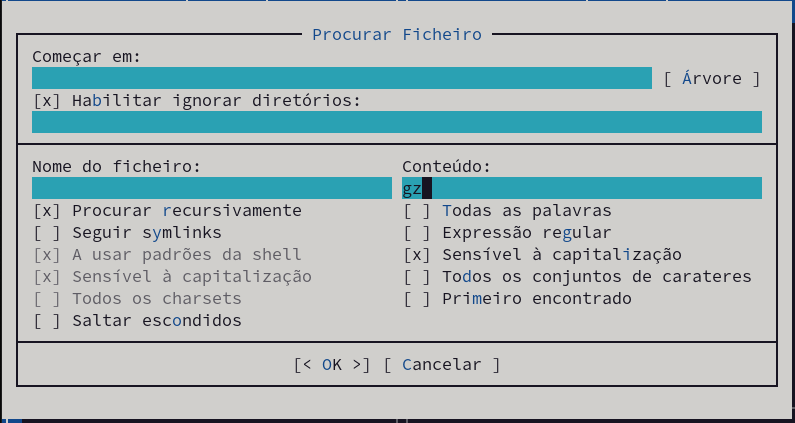 Procurar Ficheiro
Começar em:
[ Árvore ]
[x] Habilitar ignorar diretórios:
Nome do ficheiro: Conteúdo:
gz
[x] Procurar recursivamente [ ] Todas as palavras
[ ] Seguir symlinks [ ] Expressão regular
[x] A usar padrões da shell [x] Sensível à capitalização
[x] Sensível à capitalização [ ] Todos os conjuntos de carateres
[ ] Todos os charsets [ ] Primeiro encontrado
[ ] Saltar escondidos
[< OK >] [ Cancelar ]